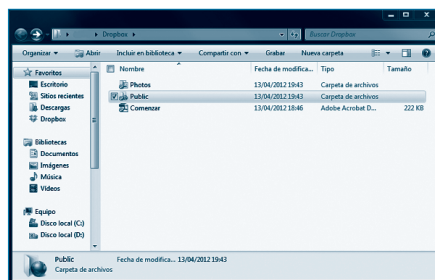 Dropbox
Buscar Dropbox
Organizar Abrir Incluir en biblioteca Compartir con Grabar Nueva carpeta
Favoritos
Escritorio
Sitios recientes
Descargas
Dropbox
Bibliotecas
Documentos
Imágenes
Música
Vídeos
Equipo
Disco local (C:)
Disco local (D:)
Nombre Fecha de modifica... Tipo Tamaño
Photos 13/04/2012 19:43 Carpeta de archivos
Public 13/04/2012 19:43 Carpeta de archivos
Comenzar 13/04/2012 18:46 Adobe Acrobat D... 222 KB
Public Fecha de modifica... 13/04/2012 19:43
Carpeta de archivos